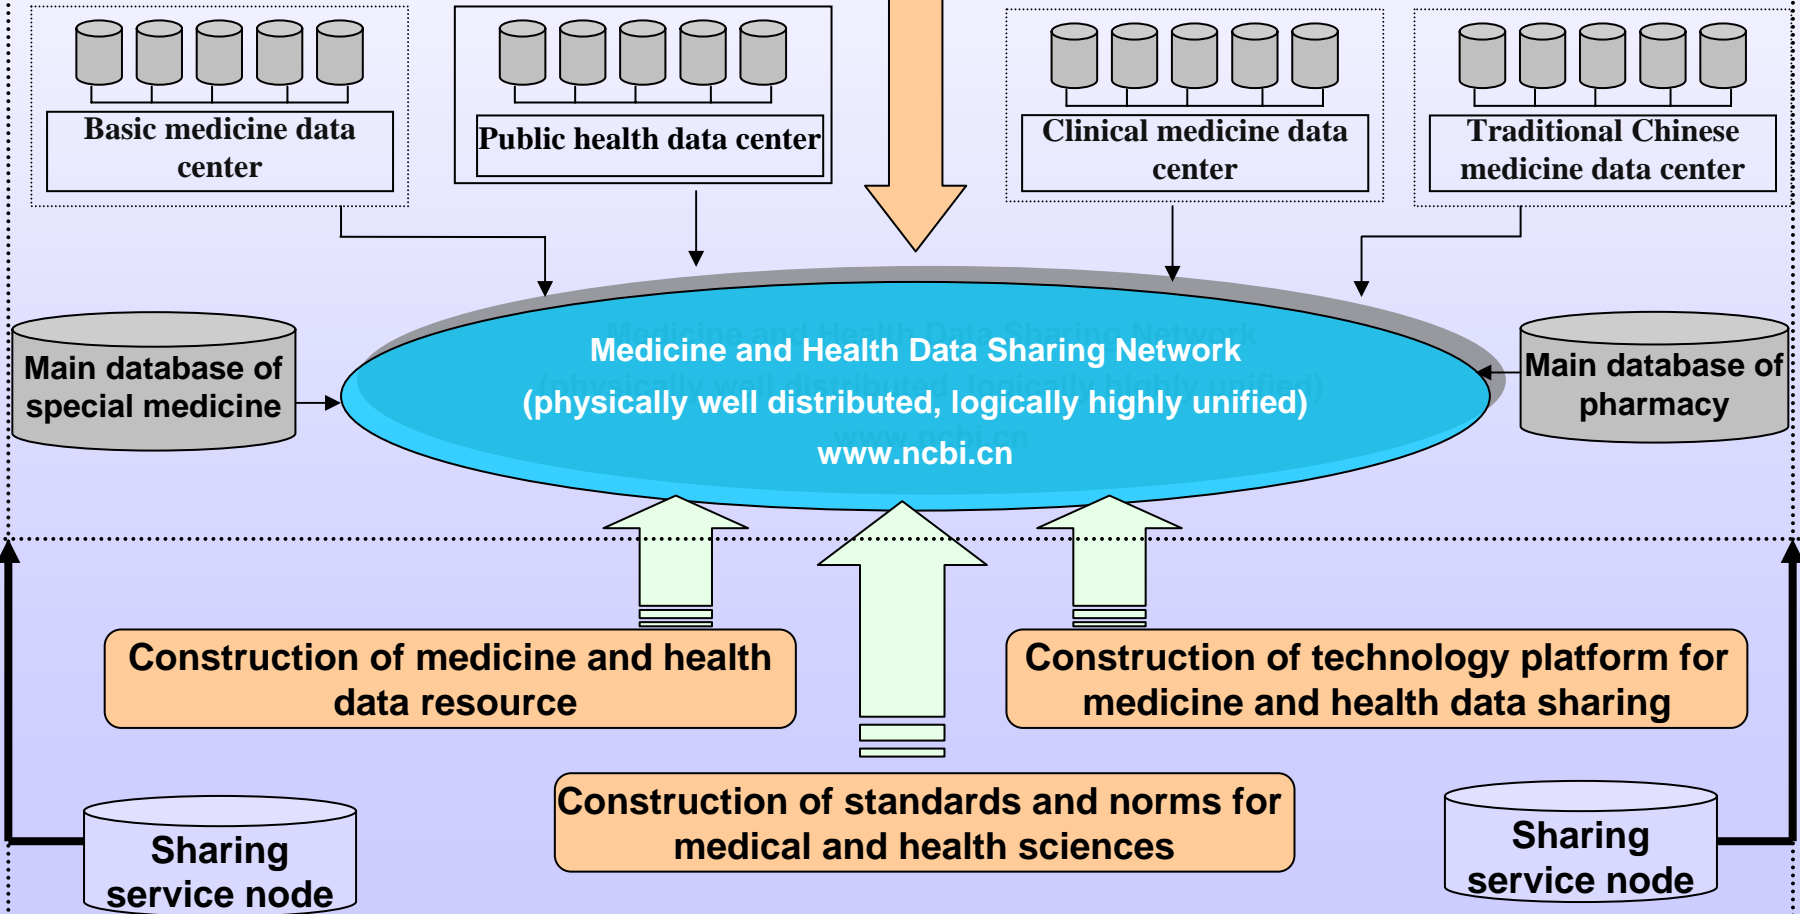 Basic medicine data
center
Public health data center
Clinical medicine data
center
Traditional Chinese
medicine data center
Main database of
special medicine
Medicine and Health Data Sharing Network
(physically well distributed, logically highly unified)
www.ncbi.cn
Main database of
pharmacy
Construction of medicine and health
data resource
Construction of technology platform for
medicine and health data sharing
Construction of standards and norms for
medical and health sciences
Sharing
service node
Sharing
service node